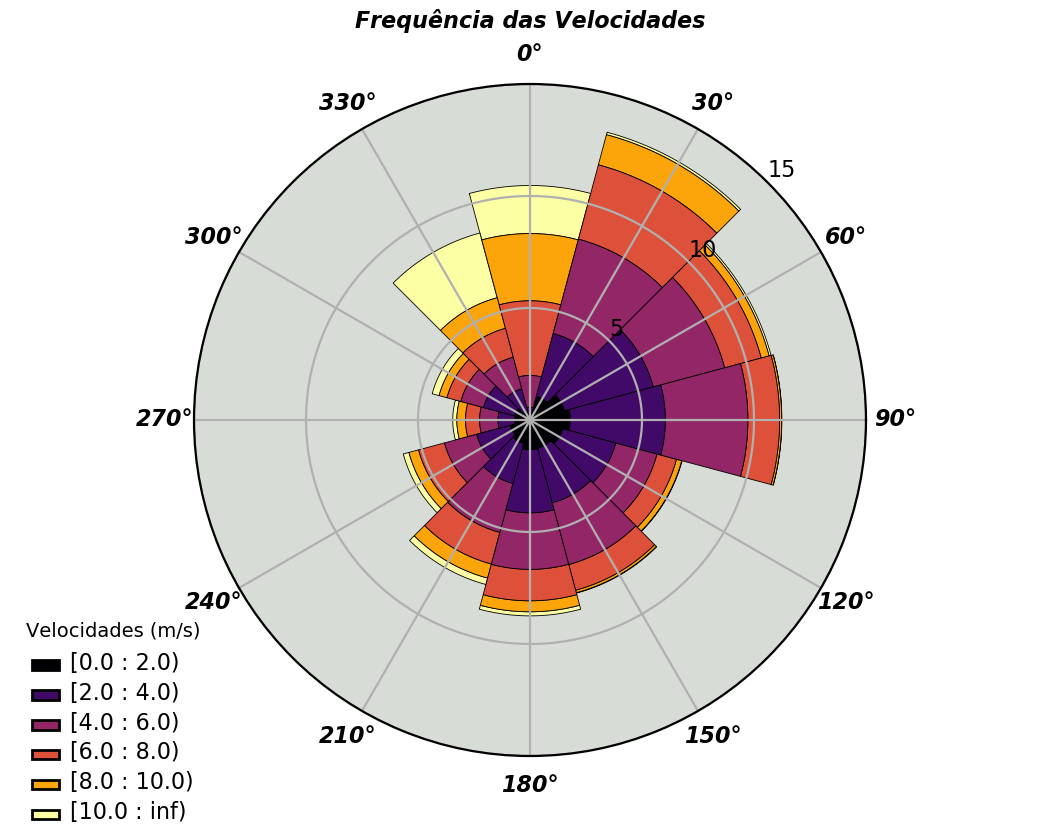 Frequência das Velocidades
0°
330°
30°
15
300°
60°
10
5
270°
90°
240°
120°
210°
150°
180°
Velocidades (m/s)
[0.0 : 2.0)
[2.0 : 4.0)
[4.0 : 6.0)
[6.0 : 8.0)
[8.0 : 10.0)
[10.0 : inf)